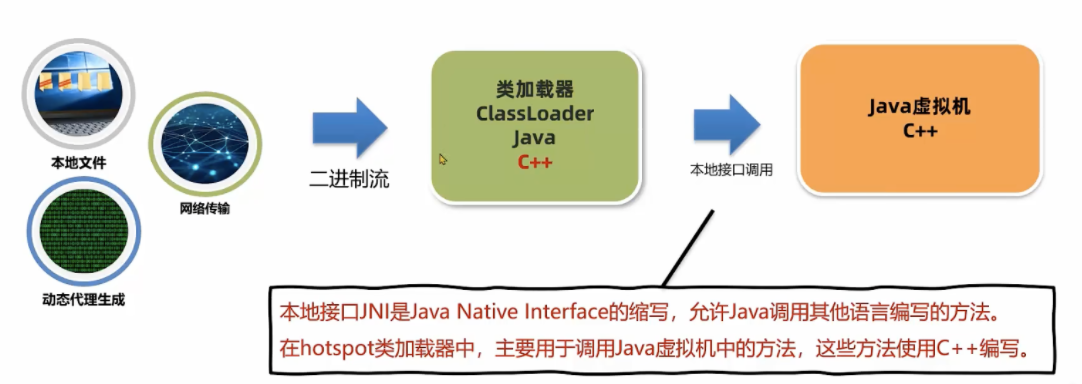 本地文件
网络传输
动态代理生成
二进制流
类加载器
ClassLoader
Java
C++
本地接口调用
Java虚拟机
C++
本地接口JNI是Java Native Interface的缩写，允许Java调用其他语言编写的方法。
在hotspot类加载器中，主要用于调用Java虚拟机中的方法，这些方法使用C++编写。